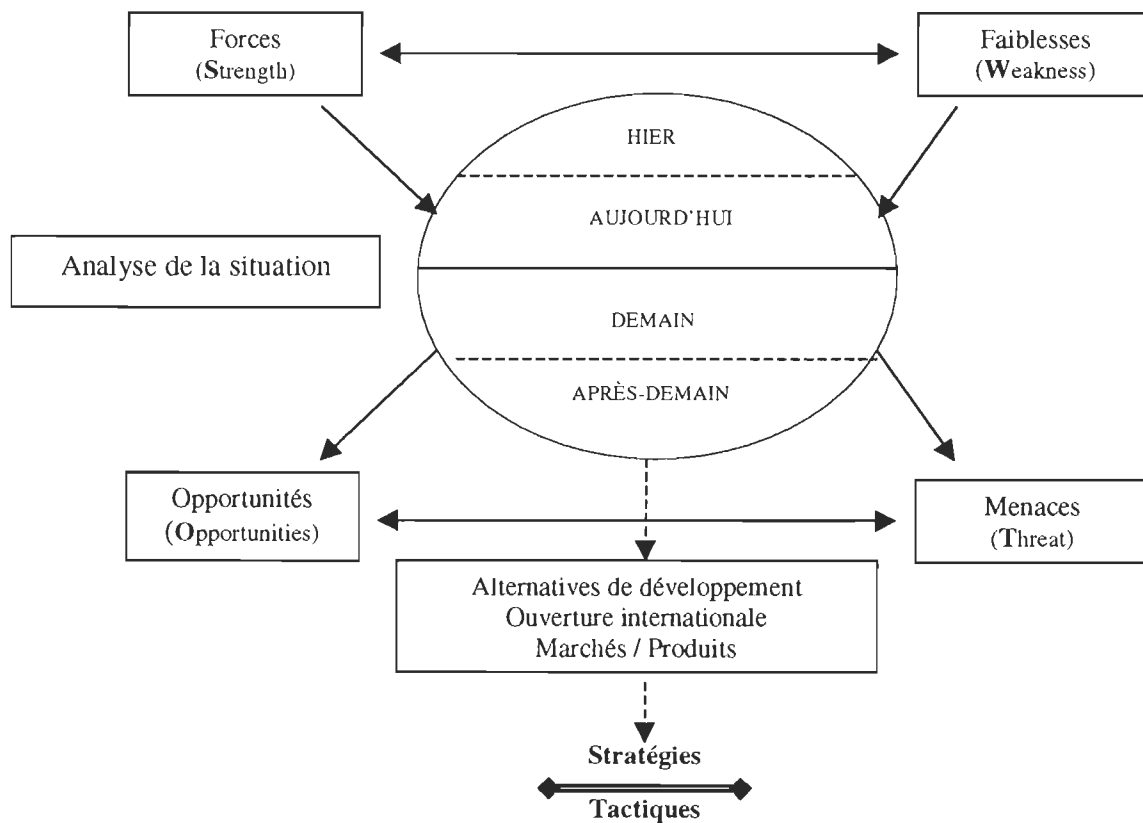 Forces
(Strength)
Faiblesses
(Weakness)
HIER
AUJOURD'HUI
Analyse de la situation
DEMAIN
APRÈS-DEMAIN
Opportunités
(Opportunities)
Menaces
(Threat)
Alternatives de développement
Ouverture internationale
Marchés / Produits
Stratégies
Tactiques